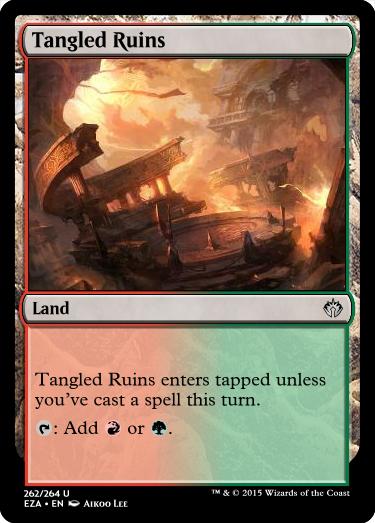 Tangled Ruins
Land
Tangled Ruins enters tapped unless
you've cast a spell this turn.
: Add or .
262/264 U
EZA • EN Aikoo Lee
™ & © 2015 Wizards of the Coast